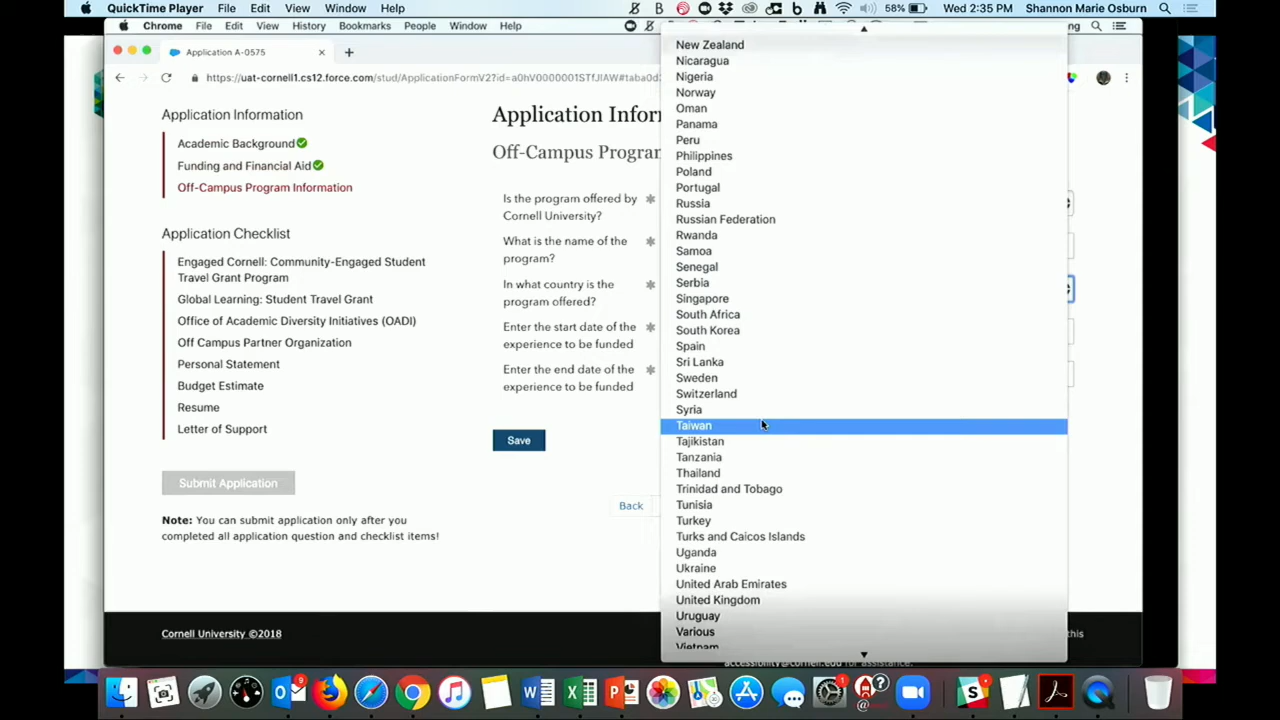 QuickTime Player File Edit View Window Help 58% Wed 2:35 PM Shannon Marie Osburn
Chrome File Edit View History Bookmarks People Window Help
Application A-0575
https://uat-cornell1.cs12.force.com/stud/ApplicationFormV2?id=a0hV0000001STfJIAW#taba0d
Application Information
Academic Background
Funding and Financial Aid
Off-Campus Program Information
Application Checklist
Engaged Cornell: Community-Engaged Student
Travel Grant Program
Global Learning: Student Travel Grant
Office of Academic Diversity Initiatives (OADI)
Off Campus Partner Organization
Personal Statement
Budget Estimate
Resume
Letter of Support
Submit Application
Note: You can submit application only after you
completed all application question and checklist items!
Application Infor
Off-Campus Progra
Is the program offered by
Cornell University?
What is the name of the
program?
In what country is the
program offered?
Enter the start date of the
experience to be funded
Enter the end date of the
experience to be funded
Save
Back
New Zealand
Nicaragua
Nigeria
Norway
Oman
Panama
Peru
Philippines
Poland
Portugal
Russia
Russian Federation
Rwanda
Samoa
Senegal
Serbia
Singapore
South Africa
South Korea
Spain
Sri Lanka
Sweden
Switzerland
Syria
Taiwan
Tajikistan
Tanzania
Thailand
Trinidad and Tobago
Tunisia
Turkey
Turks and Caicos Islands
Uganda
Ukraine
United Arab Emirates
United Kingdom
Uruguay
Various
Vietnam
Cornell University ©2018
this
accessibility@cornell.edu for assistance.